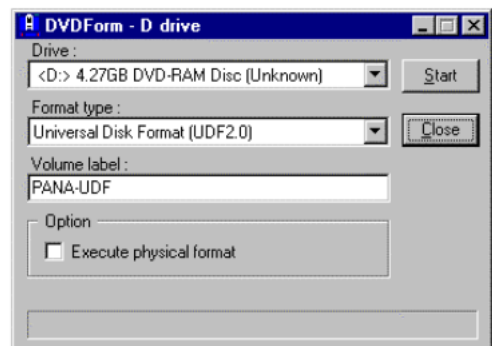 DVDForm - D drive
Drive :
<D:> 4.27GB DVD-RAM Disc (Unknown)
Start
Format type :
Universal Disk Format (UDF2.0)
Close
Volume label :
PANA-UDF
Option
Execute physical format